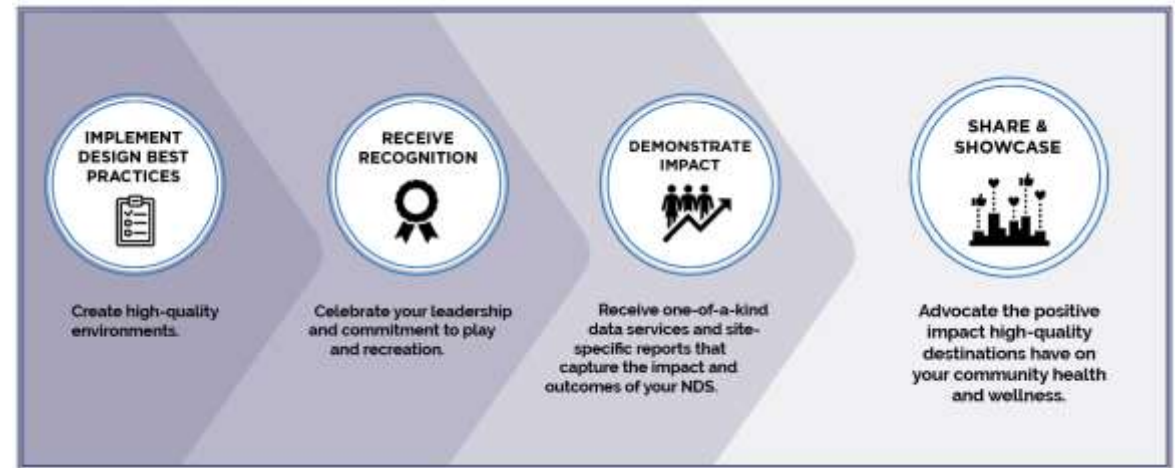 IMPLEMENT
DESIGN BEST
PRACTICES
Create high-quality
environments.
RECEIVE
RECOGNITION
Celebrate your leadership
and commitment to play
and recreation.
DEMONSTRATE
IMPACT
Receive one-of-a-kind
data services and site-
specific reports that
capture the impact and
outcomes of your NDS.
SHARE &
SHOWCASE
Advocate the positive
impact high-quality
destinations have on
your community health
and wellness.